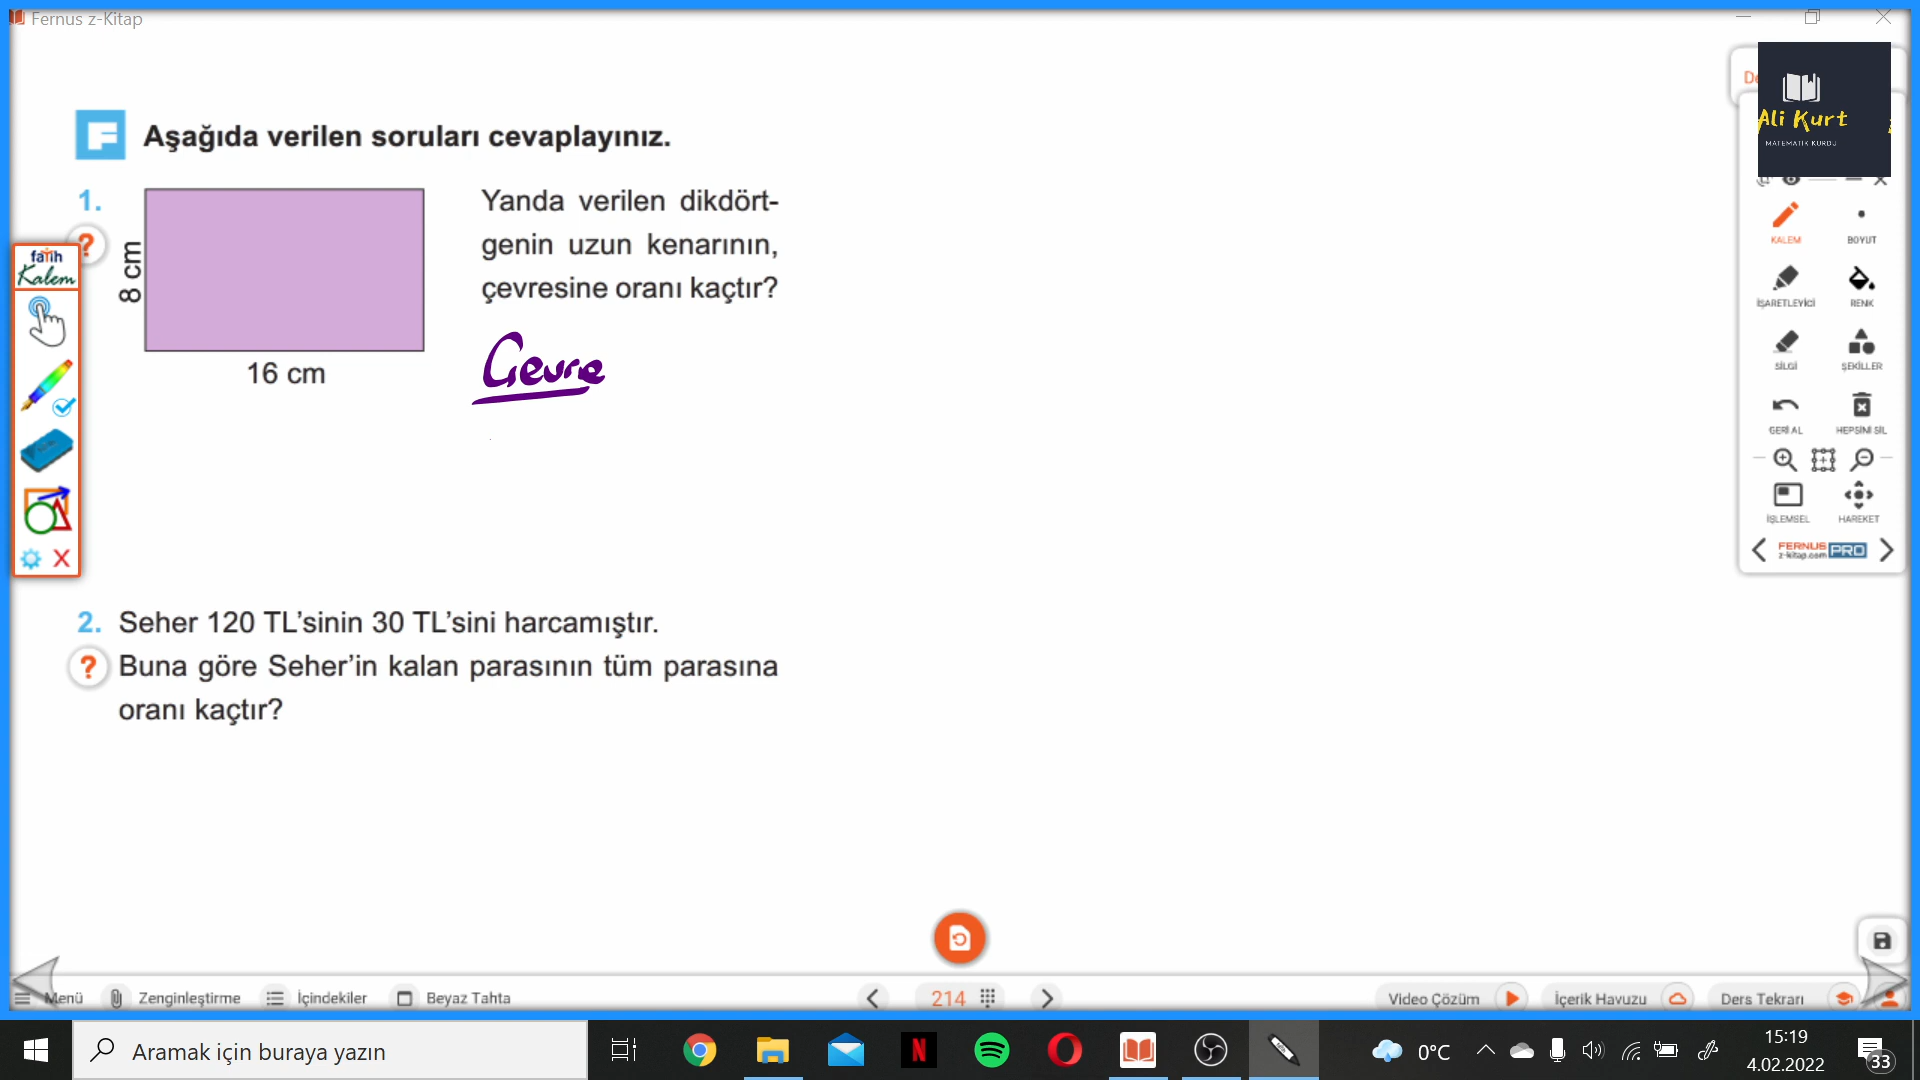 Fernus z-Kitap
Ali Kurt
MATEMATİK KURDU
F Aşağıda verilen soruları cevaplayınız.
1.
?
8 cm
16 cm
Yanda verilen dikdört-
genin uzun kenarının,
çevresine oranı kaçtır?
Çevre
fatih
Kalem
KALEM
BOYUT
İŞARETLEYİCİ
RENK
SİLGİ
ŞEKİLLER
GERİ AL
HEPSİNİ SİL
İŞLEMSEL
HAREKET
FERNUS PRO
z-kitap.com
2. Seher 120 TL’sinin 30 TL’sini harcamıştır.
? Buna göre Seher’in kalan parasının tüm parasına
oranı kaçtır?
Menü
Zenginleştirme
İçindekiler
Beyaz Tahta
214
Video Çözüm
İçerik Havuzu
Ders Tekrarı
Aramak için buraya yazın
N
0°C
15:19
4.02.2022
33